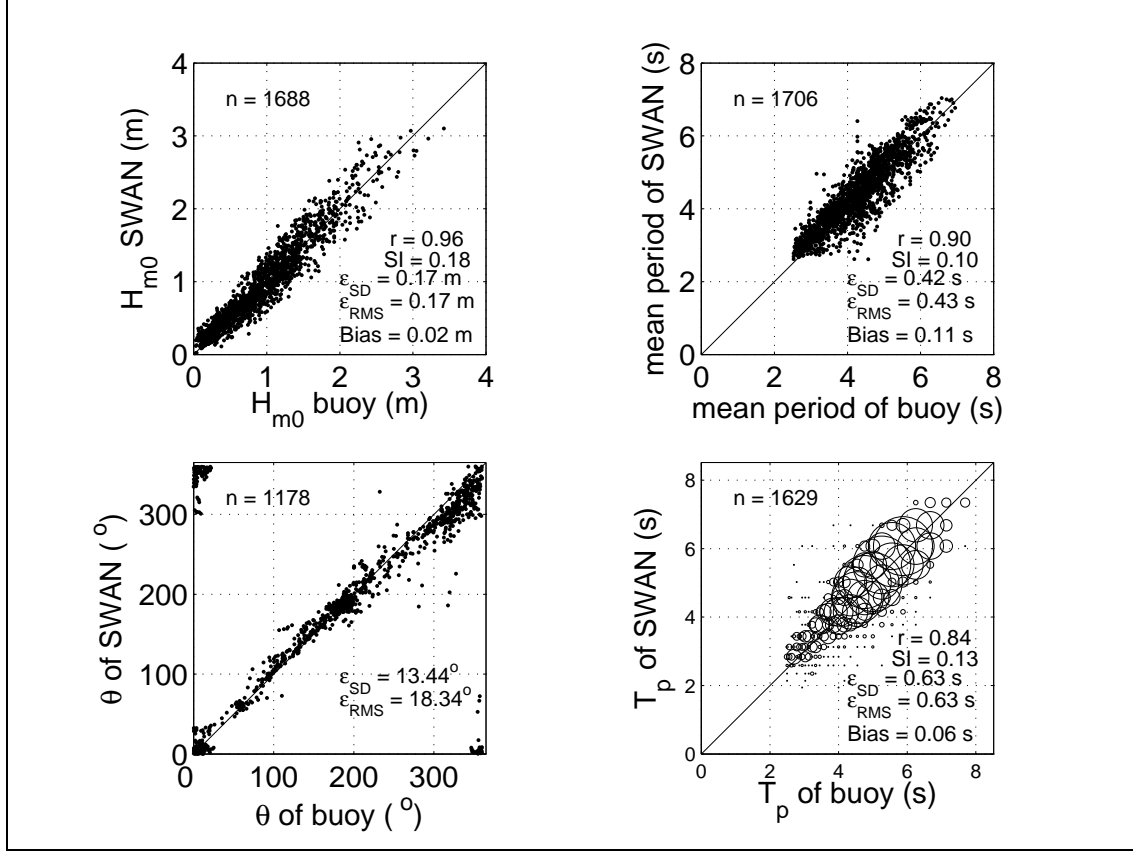 4
3
2
1
0
H_m0 SWAN (m)
n = 1688
r = 0.96
SI = 0.18
ε_SD = 0.17 m
ε_RMS = 0.17 m
Bias = 0.02 m
0 1 2 3 4
H_m0 buoy (m)
8
6
4
2
0
mean period of SWAN (s)
n = 1706
r = 0.90
SI = 0.10
ε_SD = 0.42 s
ε_RMS = 0.43 s
Bias = 0.11 s
0 2 4 6 8
mean period of buoy (s)
300
200
100
0
θ of SWAN ( °)
n = 1178
ε_SD = 13.44°
ε_RMS = 18.34°
0 100 200 300
θ of buoy ( °)
8
6
4
2
0
T_p of SWAN (s)
n = 1629
r = 0.84
SI = 0.13
ε_SD = 0.63 s
ε_RMS = 0.63 s
Bias = 0.06 s
0 2 4 6 8
T_p of buoy (s)